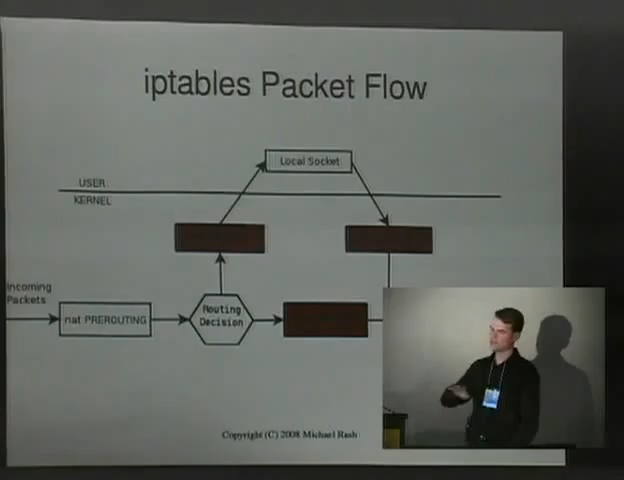 iptables Packet Flow
Local Socket
USER
KERNEL
Incoming
Packets
nat PREROUTING
Routing
Decision
Copyright (C) 2008 Michael Rash